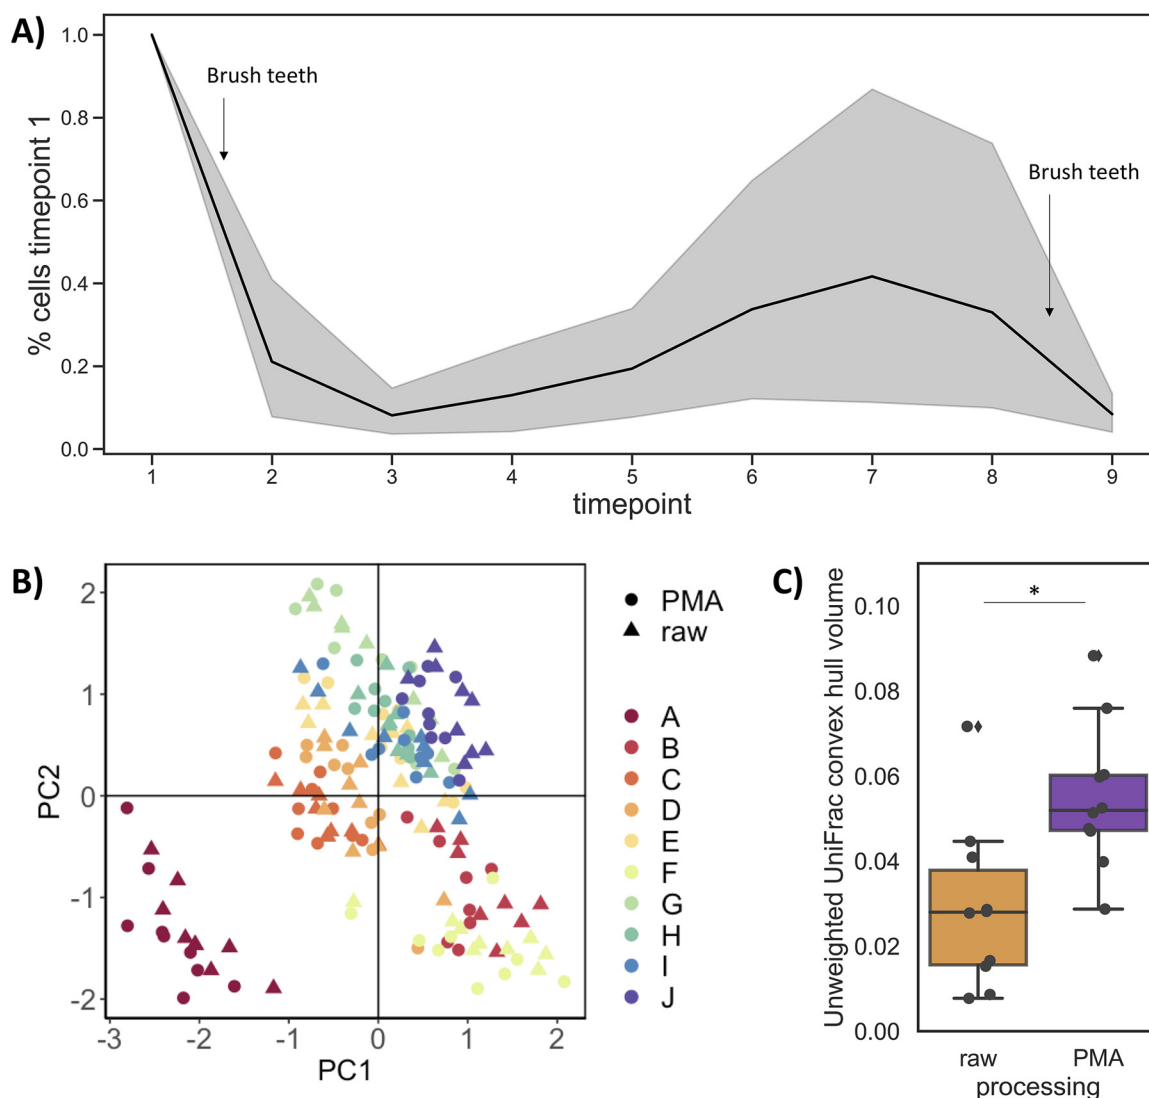 A)
% cells timepoint 1
1.0
0.8
0.6
0.4
0.2
0.0
Brush teeth
Brush teeth
1 2 3 4 5 6 7 8 9
timepoint
B)
PC2
2
1
0
-1
-2
-3 -2 -1 0 1 2
PC1
PMA
raw
A
B
C
D
E
F
G
H
I
J
C)
Unweighted UniFrac convex hull volume
0.10
0.08
0.06
0.04
0.02
0.00
*
raw PMA
processing